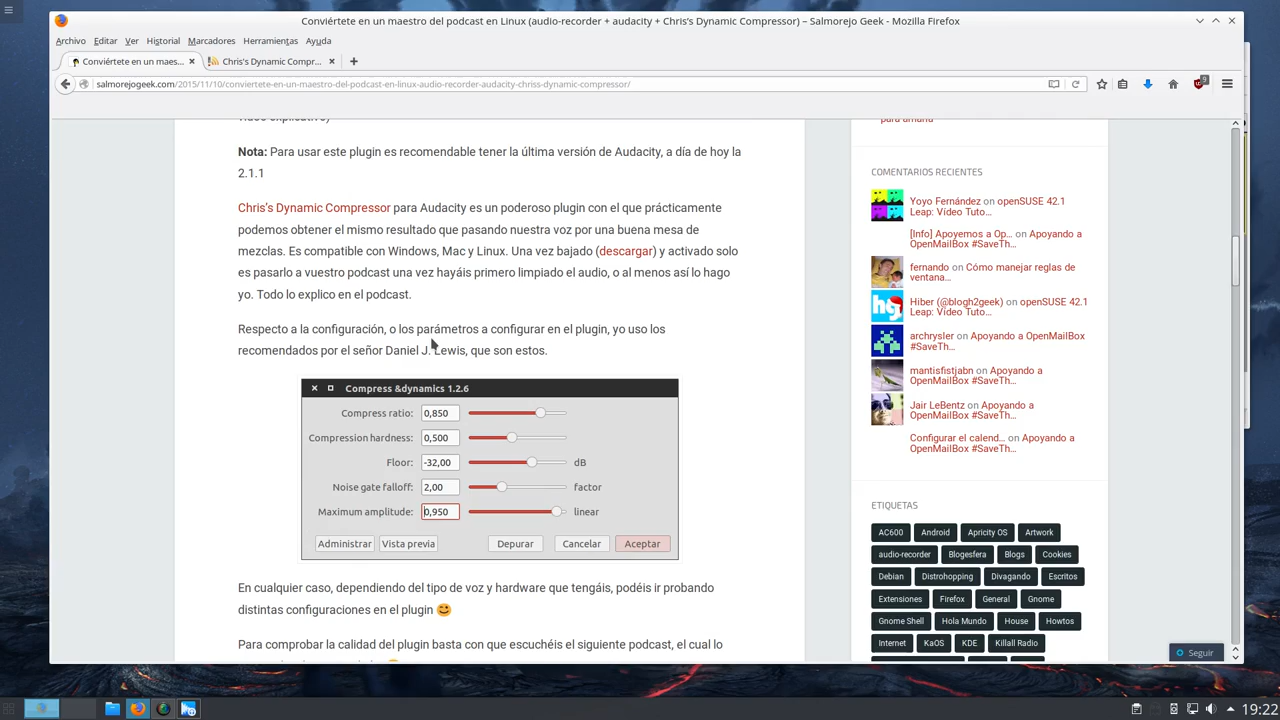 Conviértete en un maestro del podcast en Linux (audio-recorder + audacity + Chris's Dynamic Compressor) – Salmorejo Geek - Mozilla Firefox
Archivo Editar Ver Historial Marcadores Herramientas Ayuda
Conviértete en un maes... × Chris's Dynamic Compr... × +
salmorejogeek.com/2015/11/10/conviertete-en-un-maestro-del-podcast-en-linux-audio-recorder-audacity-chriss-dynamic-compressor/
9
Nota: Para usar este plugin es recomendable tener la última versión de Audacity, a día de hoy la
2.1.1
Chris's Dynamic Compressor para Audacity es un poderoso plugin con el que prácticamente
podemos obtener el mismo resultado que pasando nuestra voz por una buena mesa de
mezclas. Es compatible con Windows, Mac y Linux. Una vez bajado (descargar) y activado solo
es pasarlo a vuestro podcast una vez hayáis primero limpiado el audio, o al menos así lo hago
yo. Todo lo explico en el podcast.
Respecto a la configuración, o los parámetros a configurar en el plugin, yo uso los
recomendados por el señor Daniel J. Lewis, que son estos.
Compress &dynamics 1.2.6
Compress ratio: 0,850
Compression hardness: 0,500
Floor: -32,00 dB
Noise gate falloff: 2,00 factor
Maximum amplitude: 0,950 linear
Administrar Vista previa Depurar Cancelar Aceptar
En cualquier caso, dependiendo del tipo de voz y hardware que tengáis, podéis ir probando
distintas configuraciones en el plugin
Para comprobar la calidad del plugin basta con que escuchéis el siguiente podcast, el cual lo
COMENTARIOS RECIENTES
Yoyo Fernández on openSUSE 42.1
Leap: Vídeo Tuto…
[Info] Apoyemos a Op… on Apoyando a
OpenMailBox #SaveTh…
fernando on Cómo manejar reglas de
ventana…
Hiber (@blogh2geek) on openSUSE 42.1
Leap: Vídeo Tuto…
archrysler on Apoyando a OpenMailBox
#SaveTh…
mantisfistjabn on Apoyando a
OpenMailBox #SaveTh…
Jair LeBentz on Apoyando a
OpenMailBox #SaveTh…
Configurar el calend… on Apoyando a
OpenMailBox #SaveTh…
ETIQUETAS
AC600 Android Apricity OS Artwork
audio-recorder Blogesfera Blogs Cookies
Debian Distrohopping Divagando Escritos
Extensiones Firefox General Gnome
Gnome Shell Hola Mundo House Howtos
Internet KaOS KDE Killall Radio
Seguir
19:22